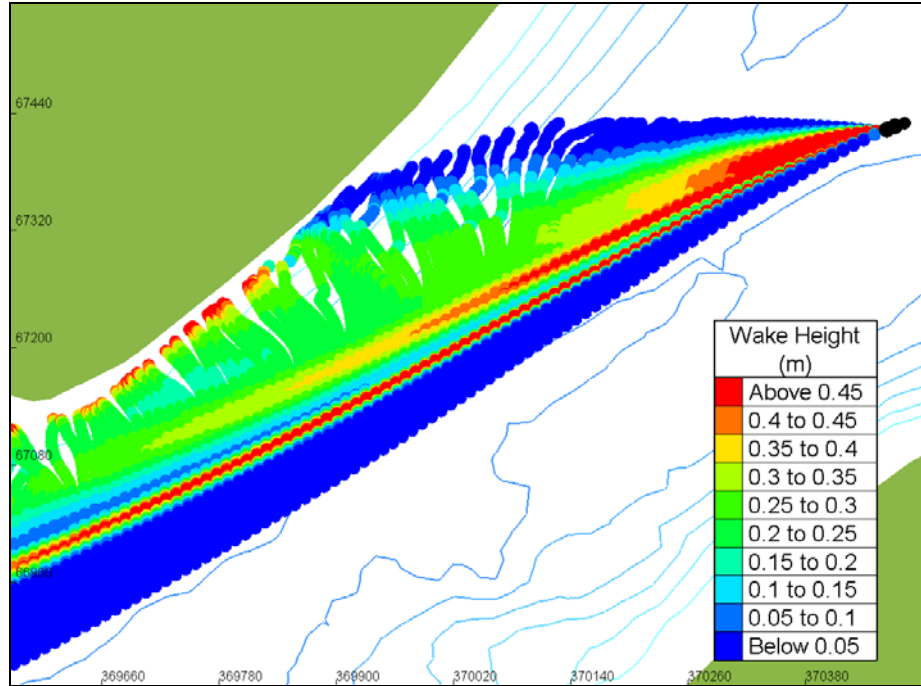 67440
67320
67200
67080
66960
Wake Height
(m)
Above 0.45
0.4 to 0.45
0.35 to 0.4
0.3 to 0.35
0.25 to 0.3
0.2 to 0.25
0.15 to 0.2
0.1 to 0.15
0.05 to 0.1
Below 0.05
369660 369780 369900 370020 370140 370260 370380